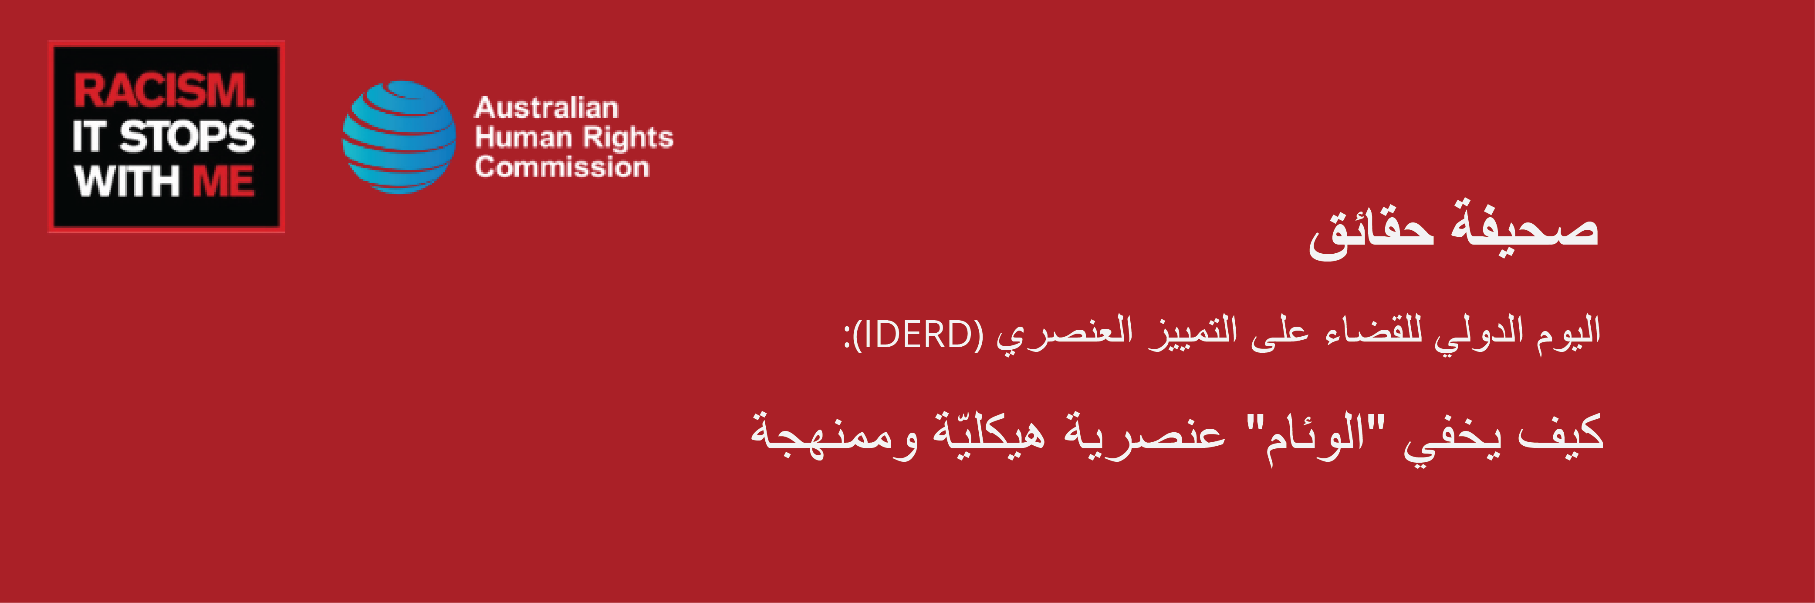 RACISM.
IT STOPS
WITH ME
Australian
Human Rights
Commission
صحيفة حقائق
اليوم الدولي للقضاء على التمييز العنصري (IDERD):
كيف يخفي "الوئام" عنصرية هيكليّة وممنهجة